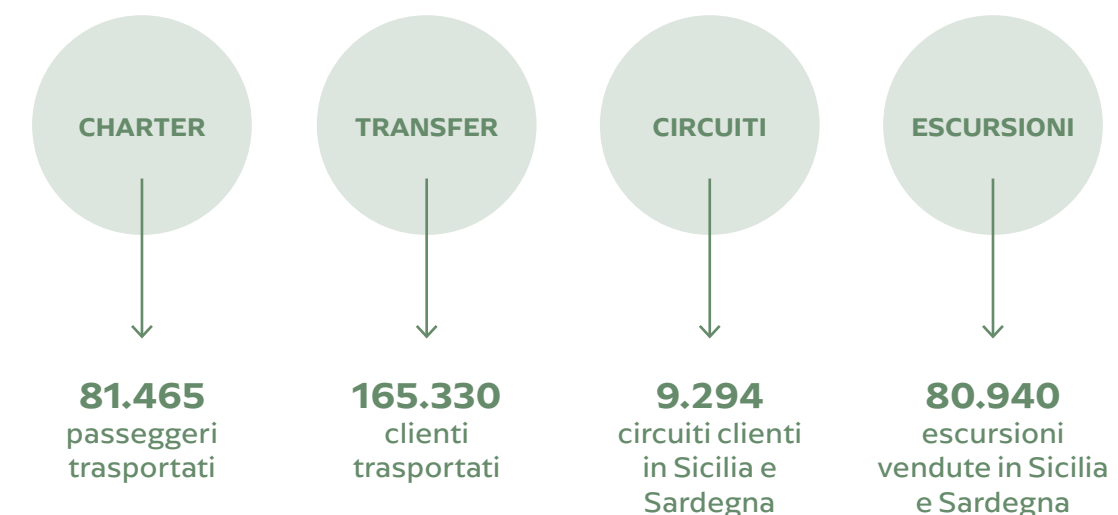 CHARTER
TRANSFER
CIRCUITI
ESCURSIONI
81.465
passeggeri
trasportati
165.330
clienti
trasportati
9.294
circuiti clienti
in Sicilia e
Sardegna
80.940
escursioni
vendute in Sicilia
e Sardegna